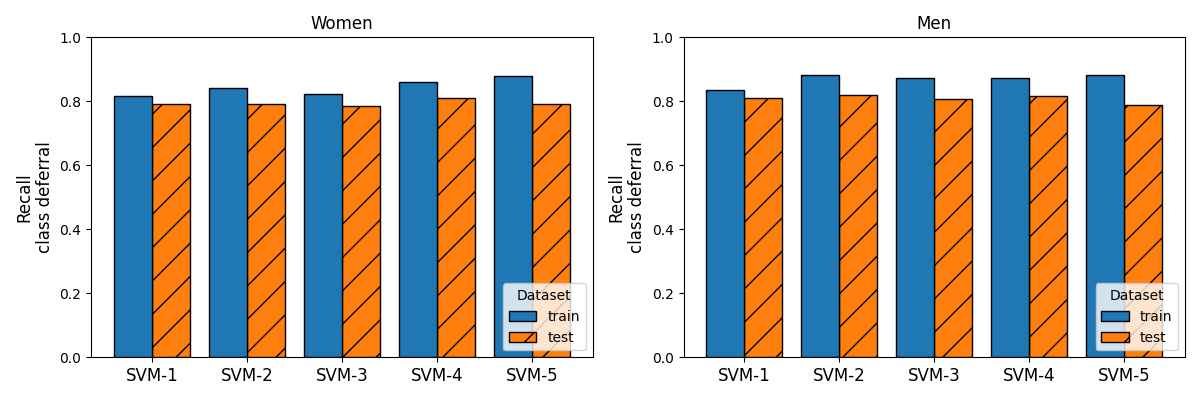 Women
Recall
class deferral
1.0
0.8
0.6
0.4
0.2
0.0
SVM-1 SVM-2 SVM-3 SVM-4 SVM-5
Dataset
train
test
Men
Recall
class deferral
1.0
0.8
0.6
0.4
0.2
0.0
SVM-1 SVM-2 SVM-3 SVM-4 SVM-5
Dataset
train
test